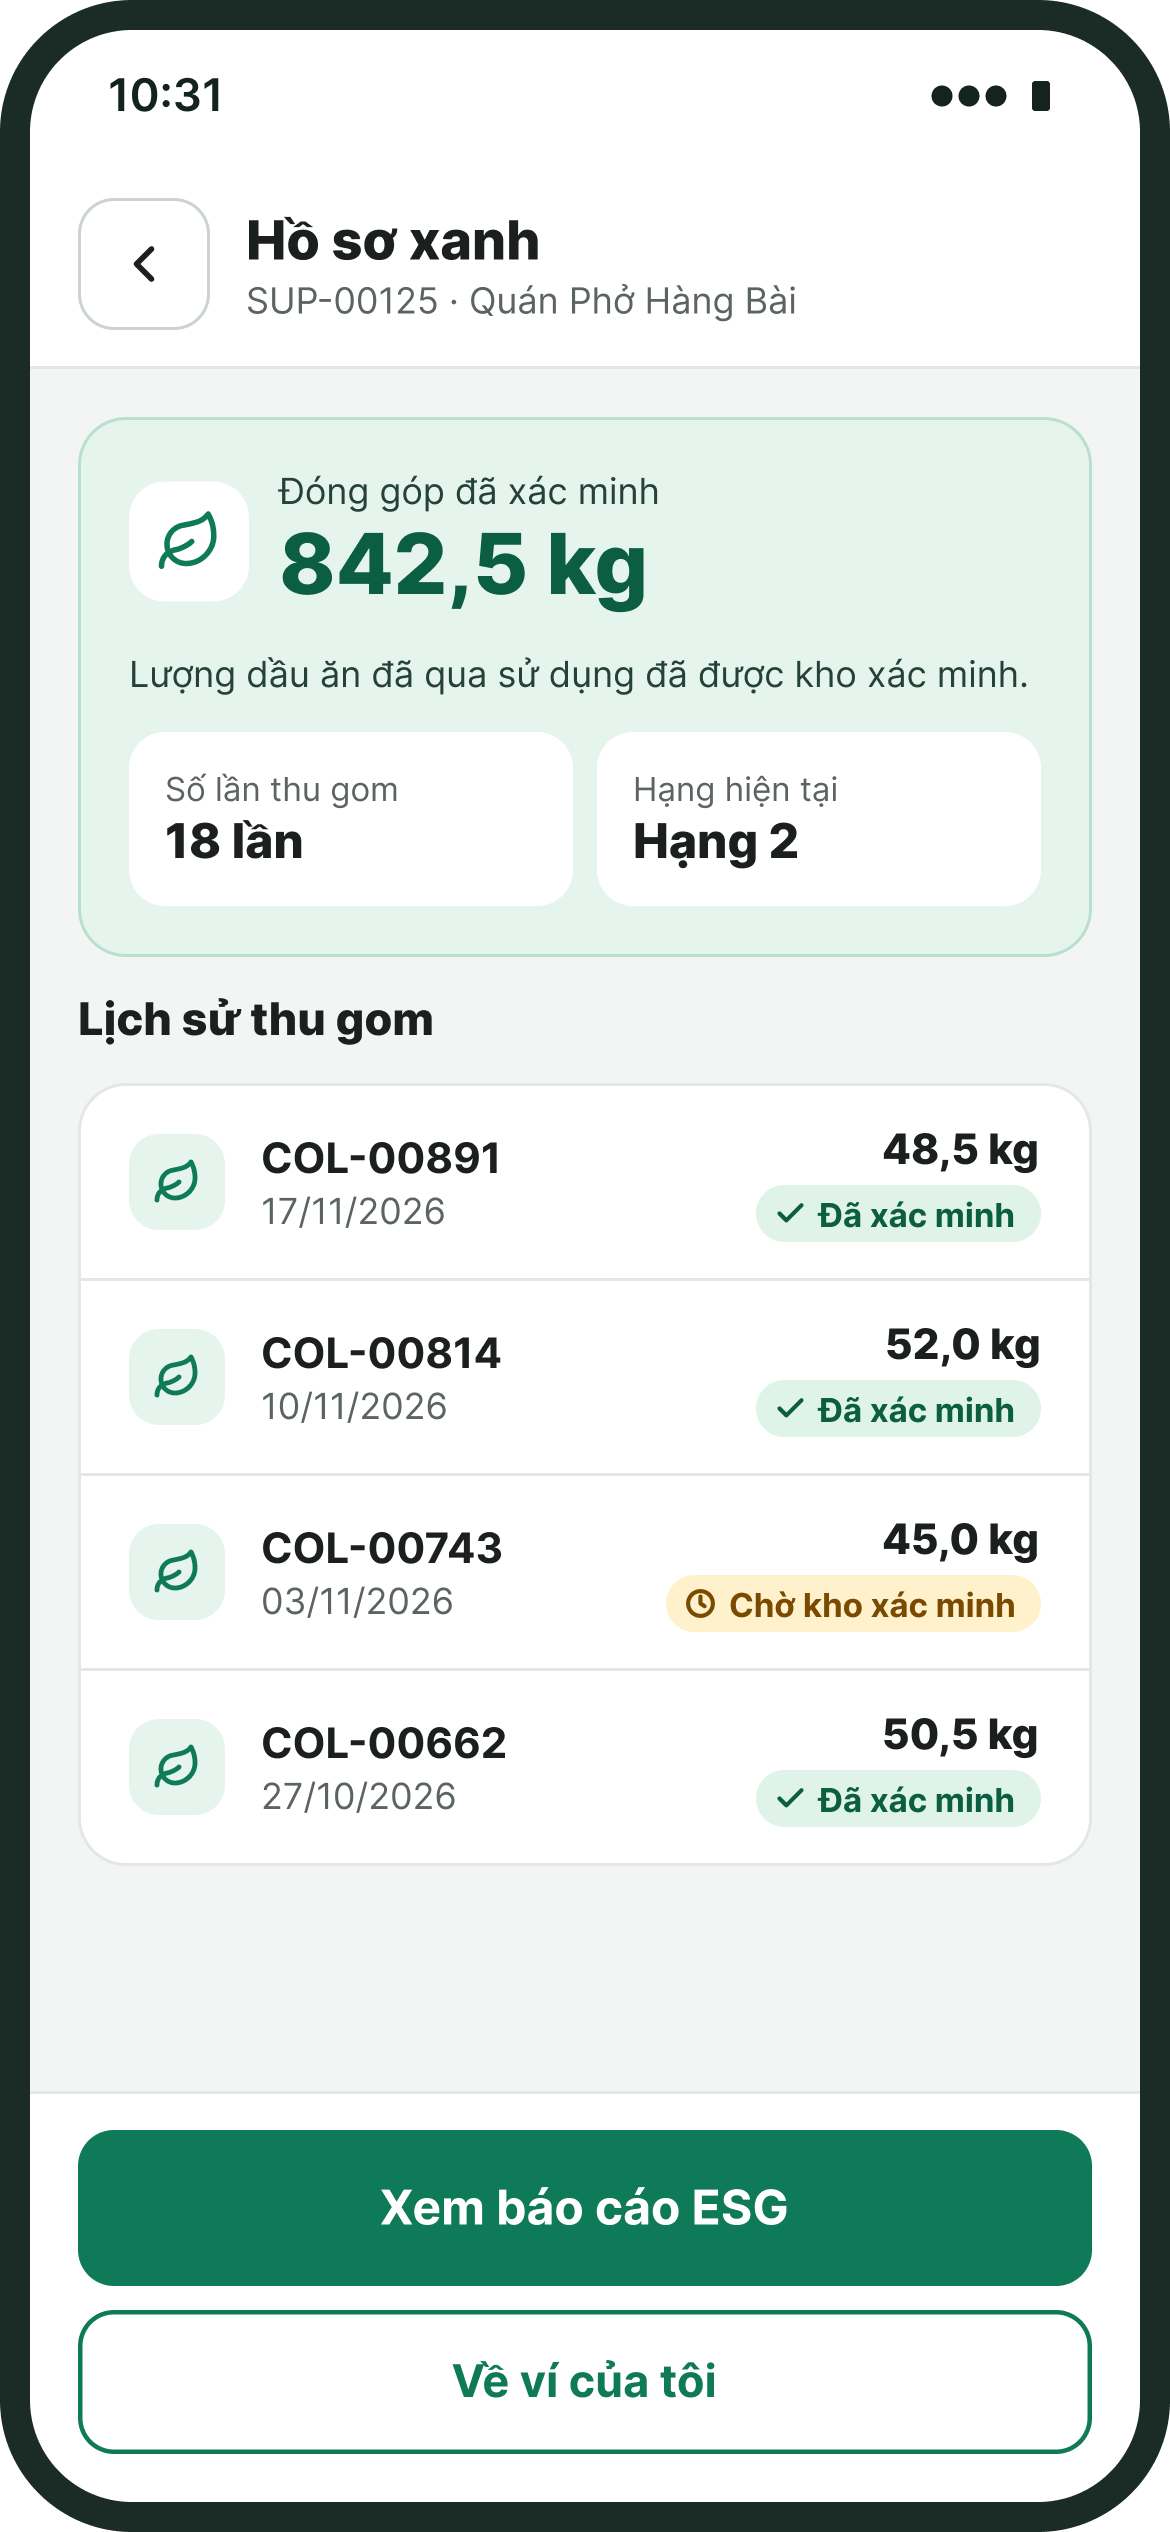 10:31
Hồ sơ xanh
SUP-00125 · Quán Phở Hàng Bài
Đóng góp đã xác minh
842,5 kg
Lượng dầu ăn đã qua sử dụng đã được kho xác minh.
Số lần thu gom
18 lần
Hạng hiện tại
Hạng 2
Lịch sử thu gom
COL-00891
17/11/2026
48,5 kg
Đã xác minh
COL-00814
10/11/2026
52,0 kg
Đã xác minh
COL-00743
03/11/2026
45,0 kg
Chờ kho xác minh
COL-00662
27/10/2026
50,5 kg
Đã xác minh
Xem báo cáo ESG
Về ví của tôi